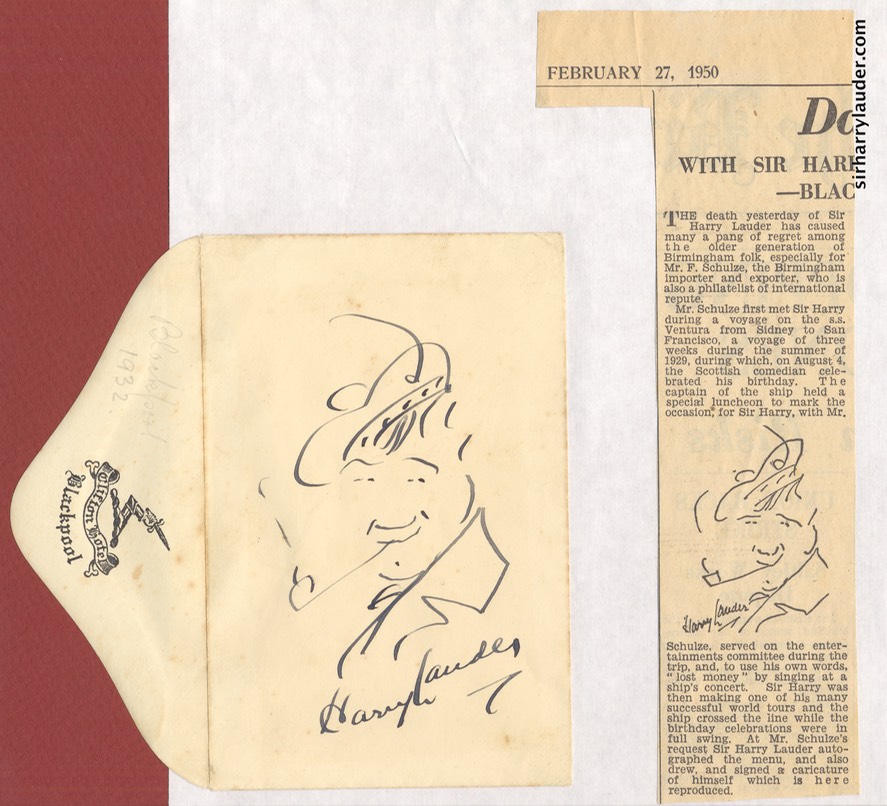 FEBRUARY 27, 1950
Do
WITH SIR HARR
—BLAC
THE death yesterday of Sir
Harry Lauder has caused
many a pang of regret among
the older generation of
Birmingham folk, especially for
Mr. F. Schulze, the Birmingham
importer and exporter, who is
also a philatelist of international
repute.
Mr. Schulze first met Sir Harry
during a voyage on the s.s.
Ventura from Sidney to San
Francisco, a voyage of three
weeks during the summer of
1929, during which, on August 4,
the Scottish comedian cele-
brated his birthday. The
captain of the ship held a
special luncheon to mark the
occasion, for Sir Harry, with Mr.
Harry Lauder
Schulze, served on the enter-
tainments committee during the
trip, and, to use his own words,
"lost money" by singing at a
ship's concert. Sir Harry was
then making one of his many
successful world tours and the
ship crossed the line while the
birthday celebrations were in
full swing. At Mr. Schulze's
request Sir Harry Lauder auto-
graphed the menu, and also
drew, and signed a caricature
of himself which is here
reproduced.
sirharrylauder.com
Blackpool
1932
Clifton Hotel
Blackpool
Harry Lauder